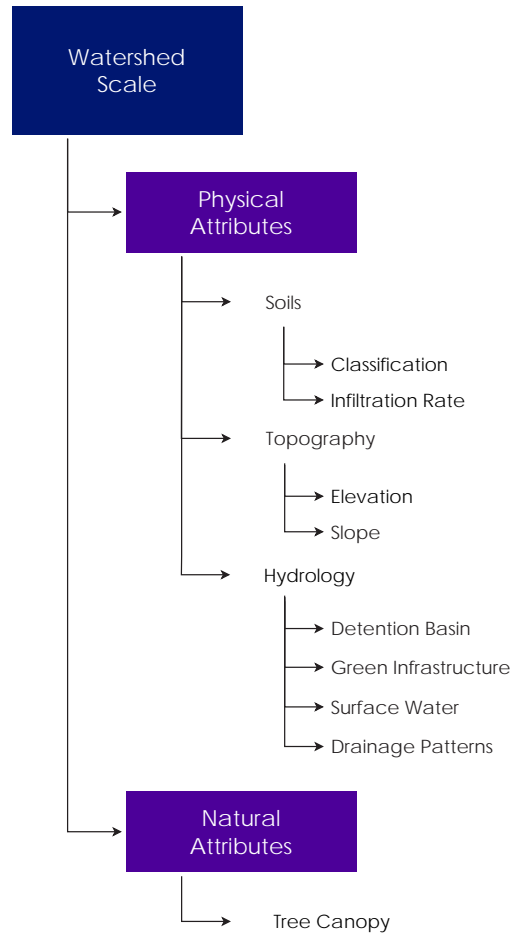 Watershed
Scale
Physical
Attributes
Soils
Classification
Infiltration Rate
Topography
Elevation
Slope
Hydrology
Detention Basin
Green Infrastructure
Surface Water
Drainage Patterns
Natural
Attributes
Tree Canopy